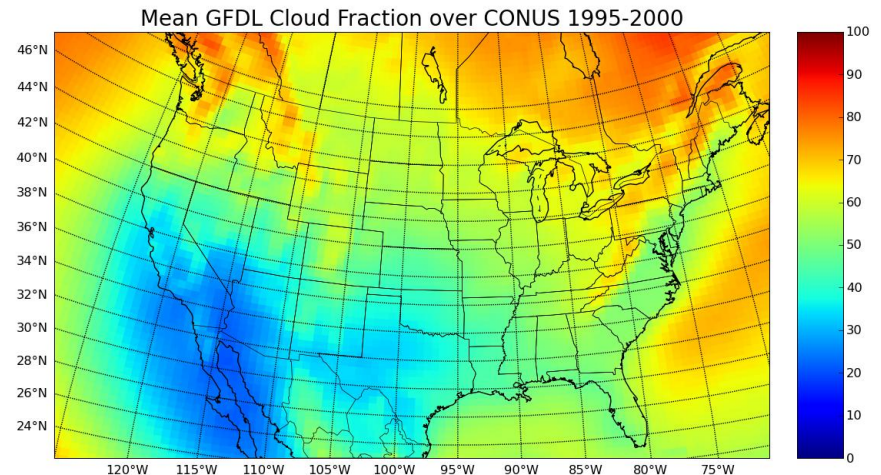 Mean GFDL Cloud Fraction over CONUS 1995-2000
46°N
44°N
42°N
40°N
38°N
36°N
34°N
32°N
30°N
28°N
26°N
24°N
120°W 115°W 110°W 105°W 100°W 95°W 90°W 85°W 80°W 75°W
100
90
80
70
60
50
40
30
20
10
0